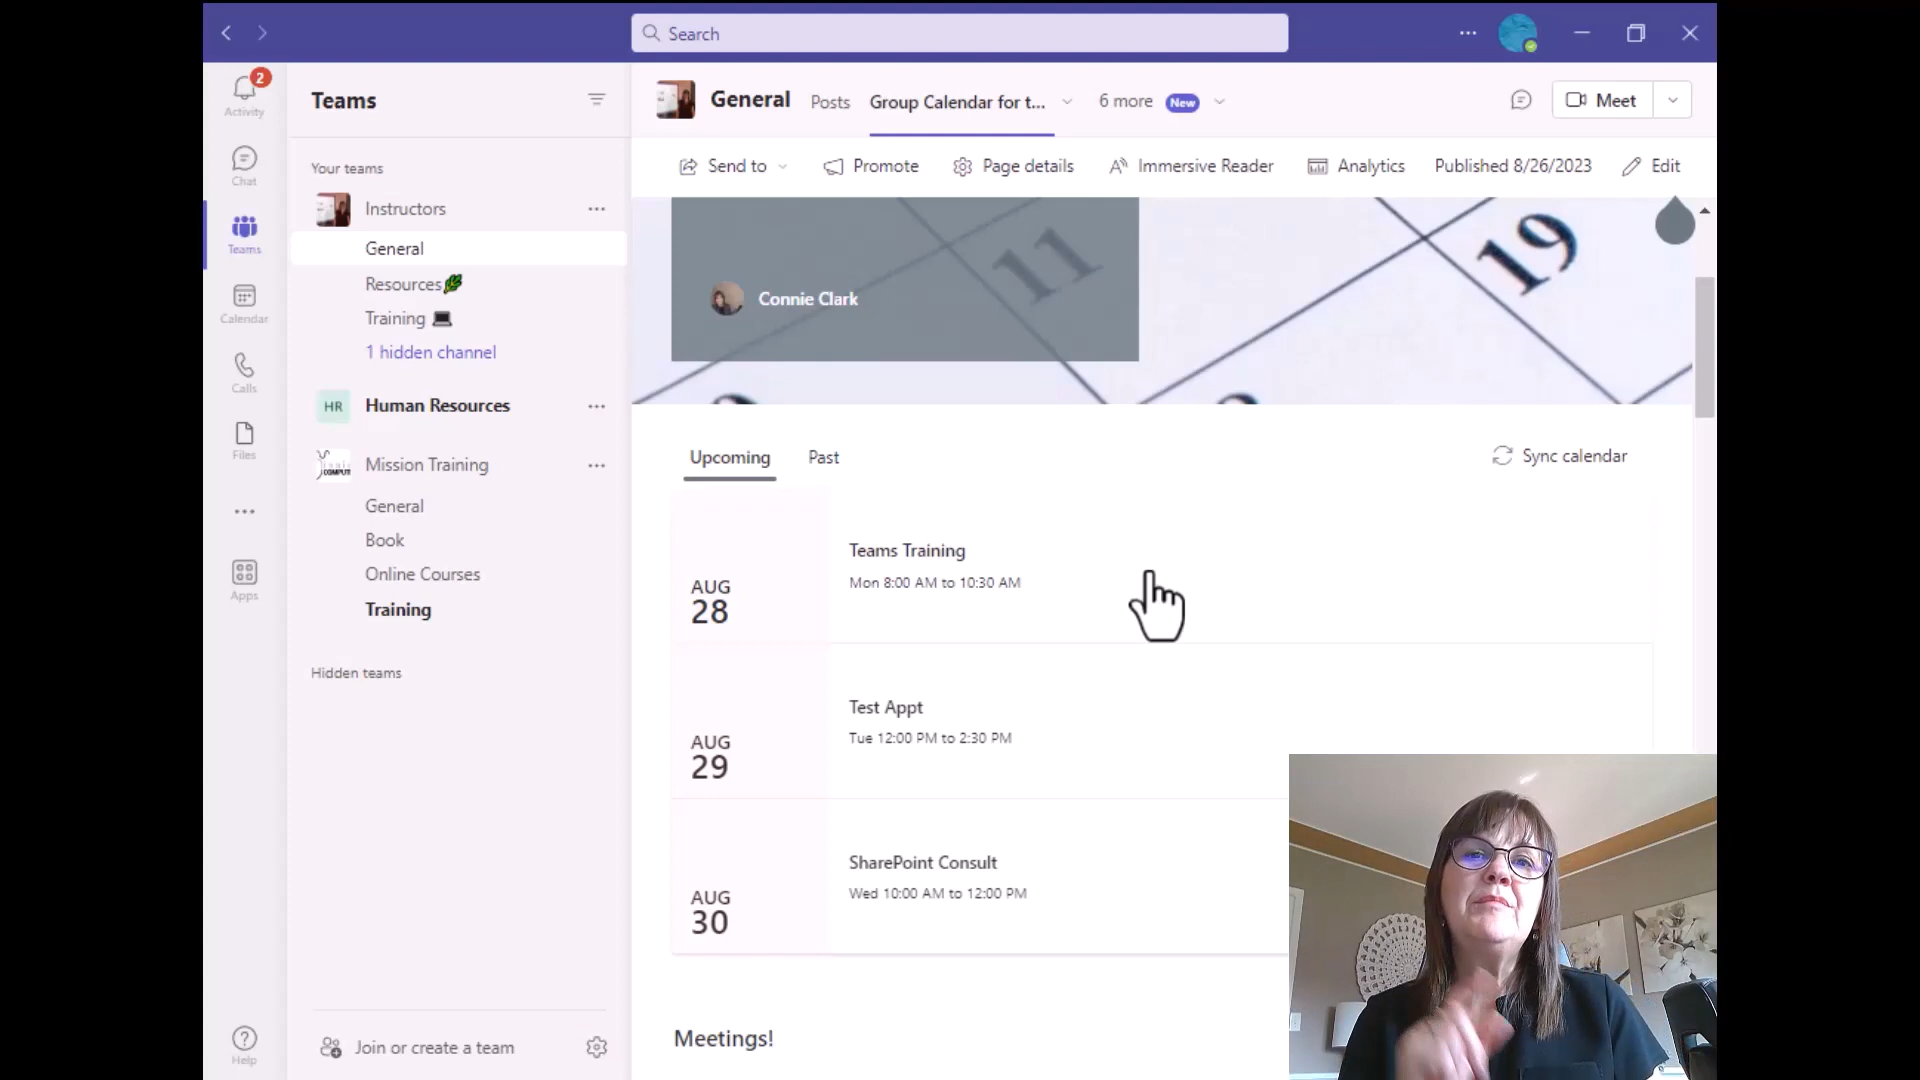 Search
2
Activity
Chat
Teams
Calendar
Calls
Files
Apps
Help
Teams
Your teams
Instructors
General
Resources
Training
1 hidden channel
HR Human Resources
Mission Training
General
Book
Online Courses
Training
Hidden teams
Join or create a team
General Posts Group Calendar for t... 6 more New Meet
Send to Promote Page details Immersive Reader Analytics Published 8/26/2023 Edit
11 19
Connie Clark
Upcoming Past Sync calendar
AUG
28
Teams Training
Mon 8:00 AM to 10:30 AM
AUG
29
Test Appt
Tue 12:00 PM to 2:30 PM
AUG
30
SharePoint Consult
Wed 10:00 AM to 12:00 PM
Meetings!